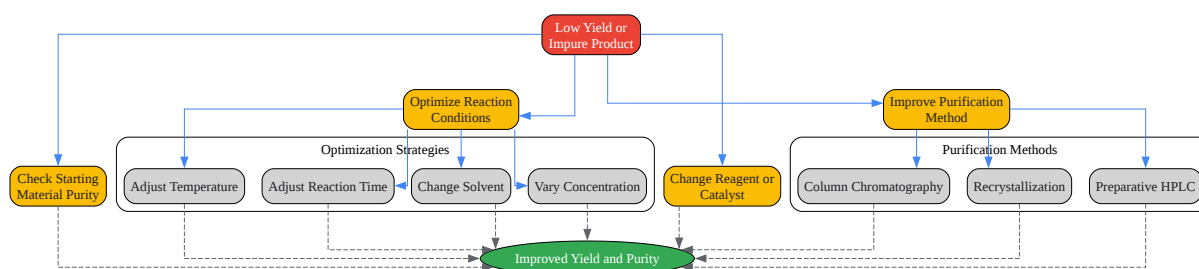 Low Yield or
Impure Product
Optimize Reaction
Conditions
Improve Purification
Method
Optimization Strategies
Purification Methods
Check Starting
Material Purity
Adjust Temperature
Adjust Reaction Time
Change Solvent
Vary Concentration
Change Reagent or
Catalyst
Column Chromatography
Recrystallization
Preparative HPLC
Improved Yield and Purity